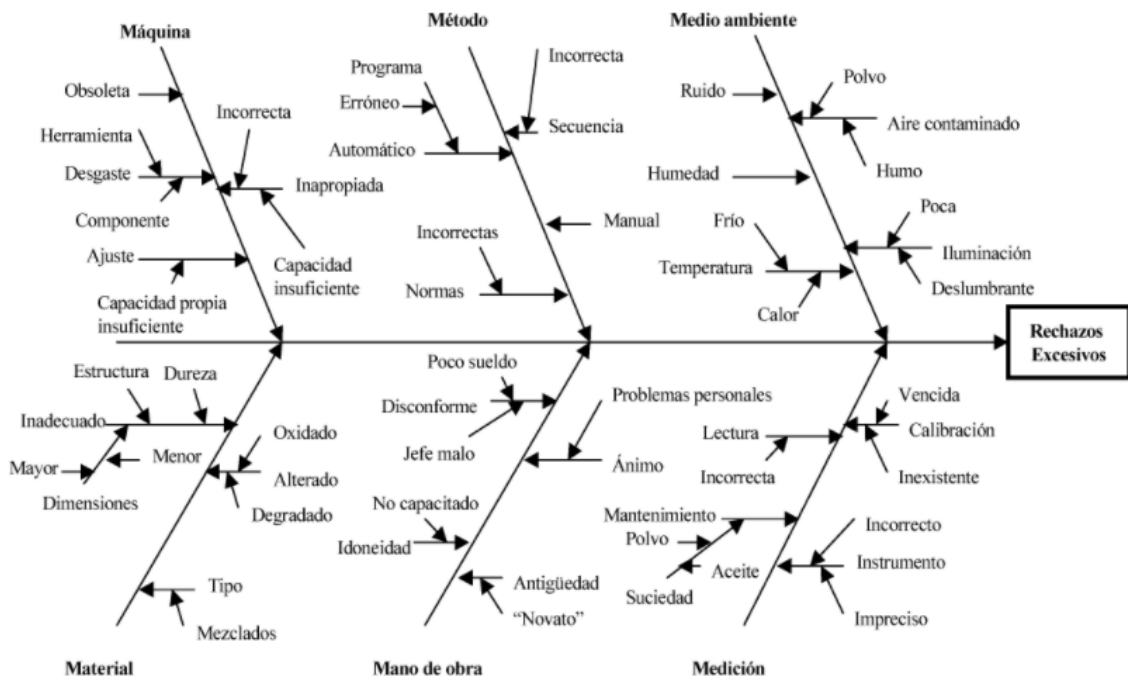 Máquina
Obsoleta
Herramienta
Incorrecta
Desgaste
Inapropiada
Componente
Ajuste
Capacidad
insuficiente
Capacidad propia
insuficiente
Método
Programa
Incorrecta
Erróneo
Secuencia
Automático
Manual
Incorrectas
Normas
Medio ambiente
Ruido
Polvo
Aire contaminado
Humo
Humedad
Frío
Poca
Iluminación
Temperatura
Deslumbrante
Calor
Rechazos
Excesivos
Estructura
Dureza
Inadecuado
Oxidado
Mayor
Menor
Alterado
Dimensiones
Degradado
Tipo
Mezclados
Material
Poco sueldo
Problemas personales
Disconforme
Jefe malo
Ánimo
No capacitado
Idoneidad
Antigüedad
“Novato”
Mano de obra
Vencida
Lectura
Calibración
Incorrecta
Inexistente
Mantenimiento
Polvo
Incorrecto
Aceite
Instrumento
Suciedad
Impreciso
Medición